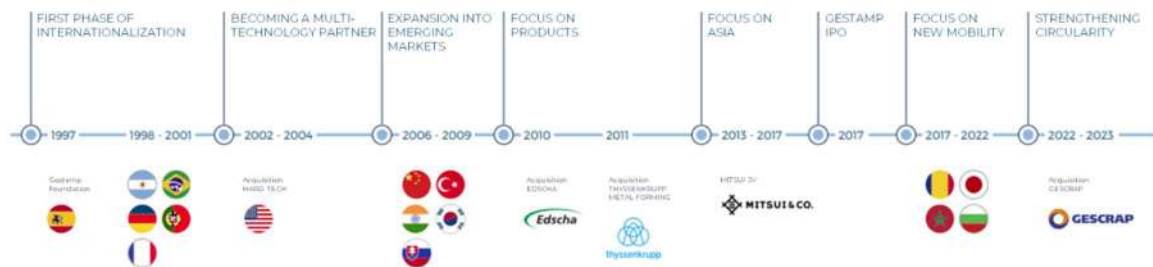 FIRST PHASE OF
INTERNATIONALIZATION
BECOMING A MULTI-
TECHNOLOGY PARTNER
EXPANSION INTO
EMERGING
MARKETS
FOCUS ON
PRODUCTS
FOCUS ON
ASIA
GESTAMP
IPO
FOCUS ON
NEW MOBILITY
STRENGTHENING
CIRCULARITY
1997
1998 - 2001
2002 - 2004
2006 - 2009
2010
2011
2013 - 2017
2017
2017 - 2022
2022 - 2023
Gestamp
Foundation
Acquisition
HARD TECH
Acquisition
EDSCHA
Edscha
Acquisition
THYSSENKRUPP
METAL FORMING
thyssenkrupp
MITSUI JV
MITSUI & CO.
Acquisition
GESCRAP
GESCRAP